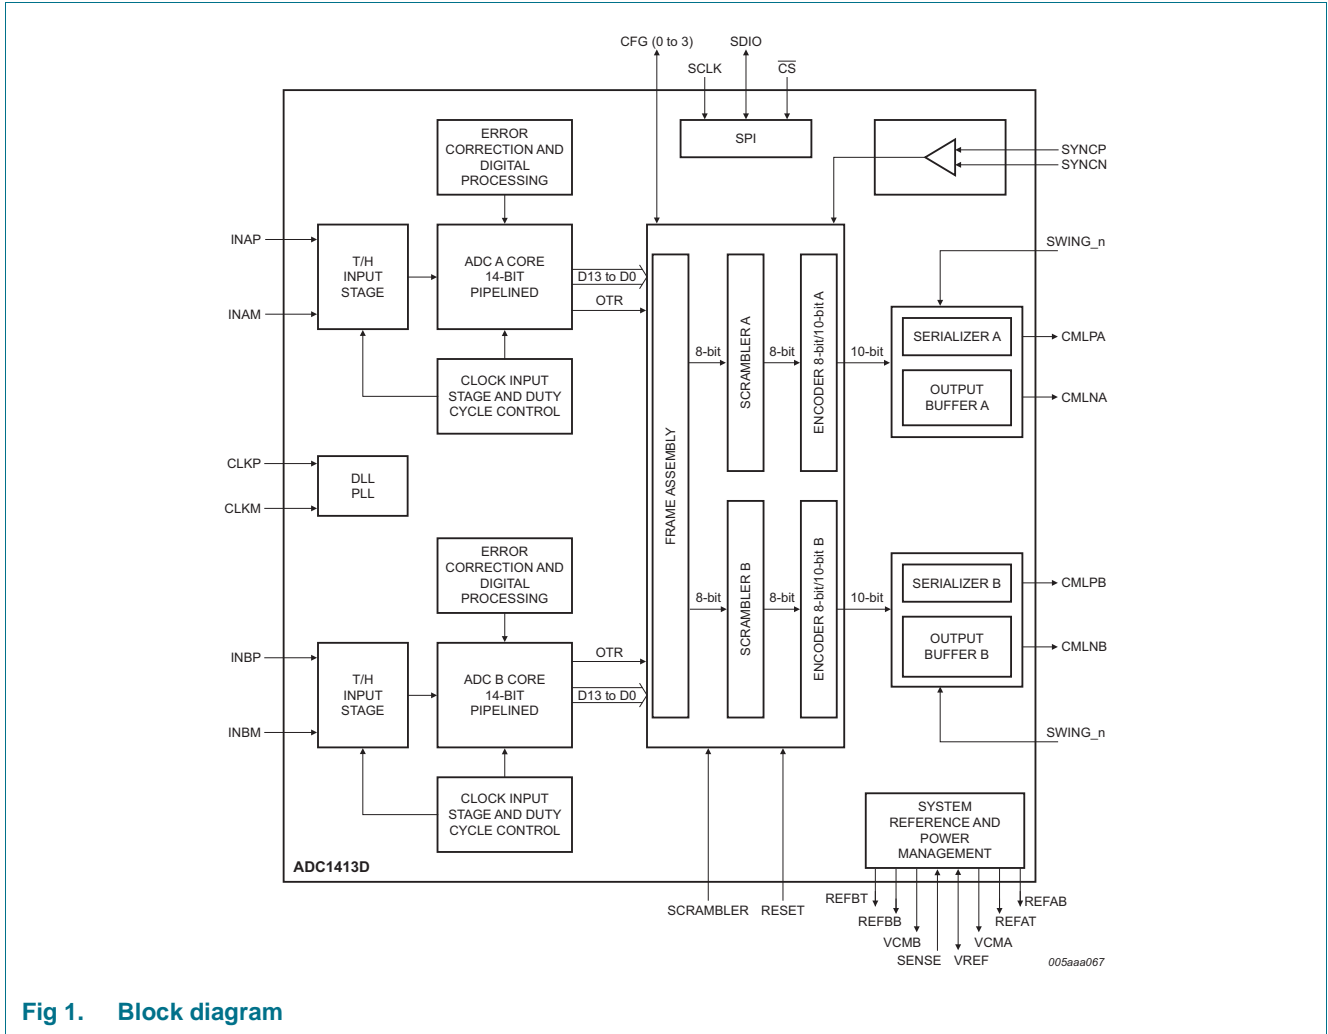 CFG (0 to 3)
SDIO
SCLK
CS
ERROR
CORRECTION AND
DIGITAL
PROCESSING
SPI
SYNCP
SYNCN
INAP
T/H
INPUT
STAGE
INAM
ADC A CORE
14-BIT
PIPELINED
D13 to D0
OTR
SWING_n
CLOCK INPUT
STAGE AND DUTY
CYCLE CONTROL
FRAME ASSEMBLY
8-bit
SCRAMBLER A
8-bit
ENCODER 8-bit/10-bit A
10-bit
SERIALIZER A
OUTPUT
BUFFER A
CMLPA
CMLNA
CLKP
CLKM
DLL
PLL
ERROR
CORRECTION AND
DIGITAL
PROCESSING
8-bit
SCRAMBLER B
8-bit
ENCODER 8-bit/10-bit B
10-bit
SERIALIZER B
OUTPUT
BUFFER B
CMLPB
CMLNB
INBP
T/H
INPUT
STAGE
INBM
ADC B CORE
14-BIT
PIPELINED
OTR
D13 to D0
SWING_n
CLOCK INPUT
STAGE AND DUTY
CYCLE CONTROL
SYSTEM
REFERENCE AND
POWER
MANAGEMENT
ADC1413D
SCRAMBLER
RESET
REFBT
REFBB
VCMB
SENSE
VREF
VCMA
REFAT
REFAB
005aaa067
Fig 1. Block diagram